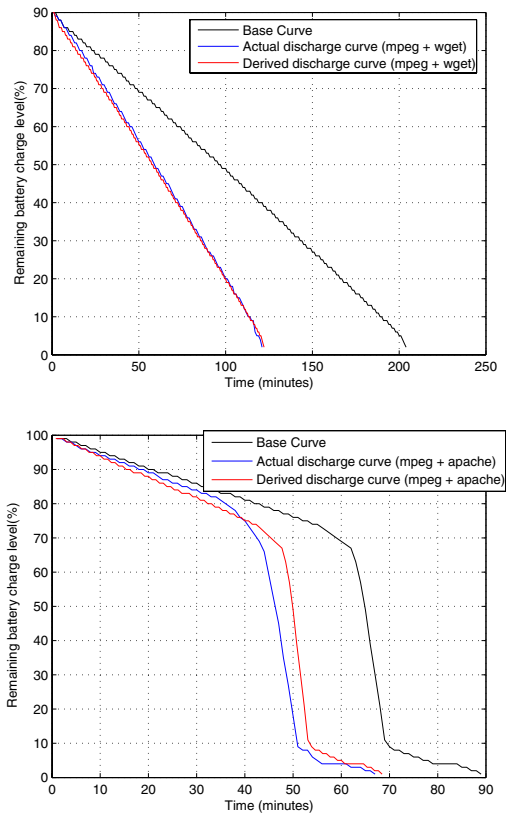 90
80
70
60
50
40
30
20
10
0
Remaining battery charge level(%)
Base Curve
Actual discharge curve (mpeg + wget)
Derived discharge curve (mpeg + wget)
0 50 100 150 200 250
Time (minutes)
100
90
80
70
60
50
40
30
20
10
0
Remaining battery charge level(%)
Base Curve
Actual discharge curve (mpeg + apache)
Derived discharge curve (mpeg + apache)
0 10 20 30 40 50 60 70 80 90
Time (minutes)